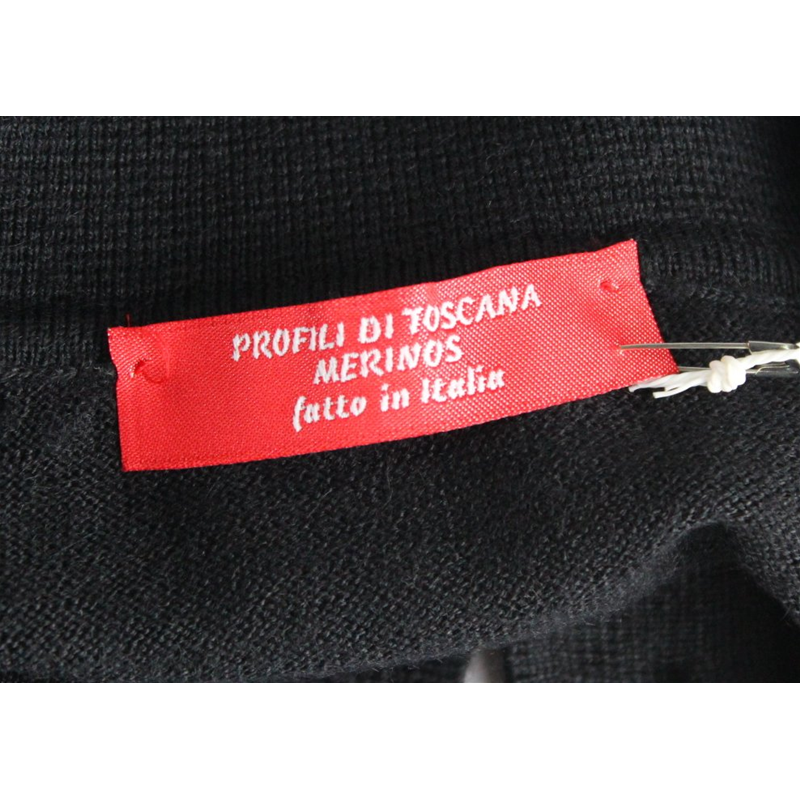 PROFILI DI TOSCANA
MERINOS
fatto in Italia